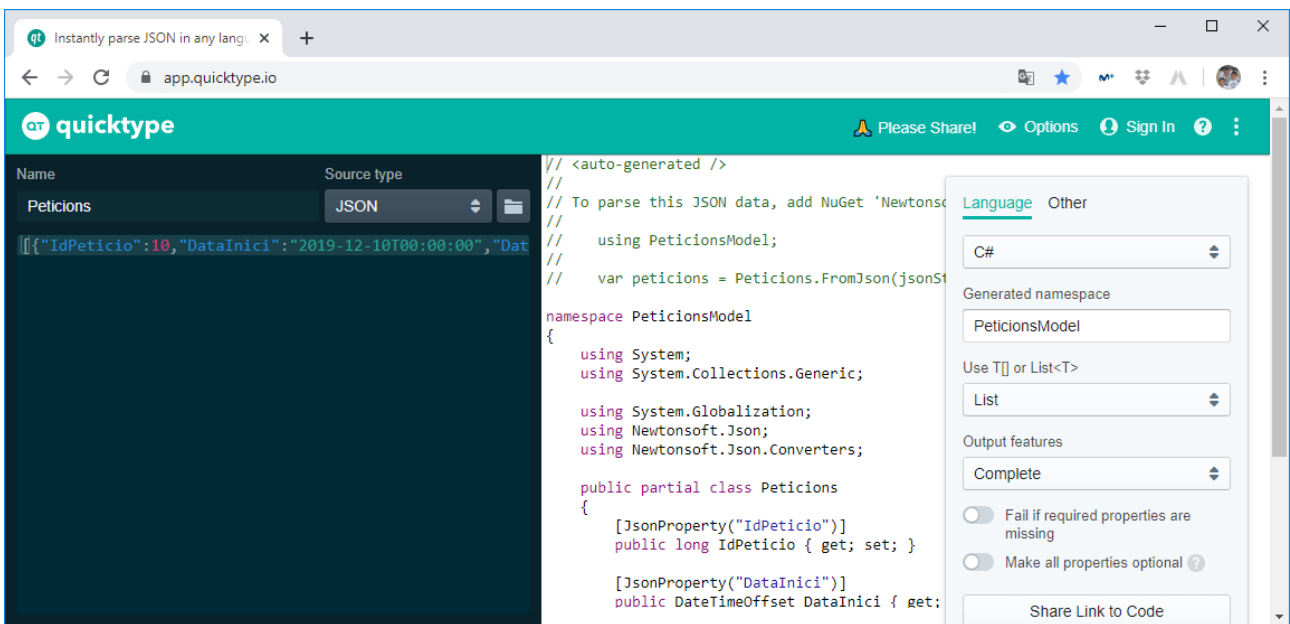 qt Instantly parse JSON in any langu
app.quicktype.io
QT quicktype
Please Share! Options Sign In ?
Name Source type
Peticions JSON
[{"IdPeticio":10,"DataInici":"2019-12-10T00:00:00","Dat
// <auto-generated />
//
// To parse this JSON data, add NuGet 'Newtonso
//
//    using PeticionsModel;
//
//    var peticions = Peticions.FromJson(jsonSt
namespace PeticionsModel
{
    using System;
    using System.Collections.Generic;
    using System.Globalization;
    using Newtonsoft.Json;
    using Newtonsoft.Json.Converters;
    public partial class Peticions
    {
        [JsonProperty("IdPeticio")]
        public long IdPeticio { get; set; }
        [JsonProperty("DataInici")]
        public DateTimeOffset DataInici { get;
Language Other
C#
Generated namespace
PeticionsModel
Use T[] or List<T>
List
Output features
Complete
Fail if required properties are
missing
Make all properties optional ?
Share Link to Code